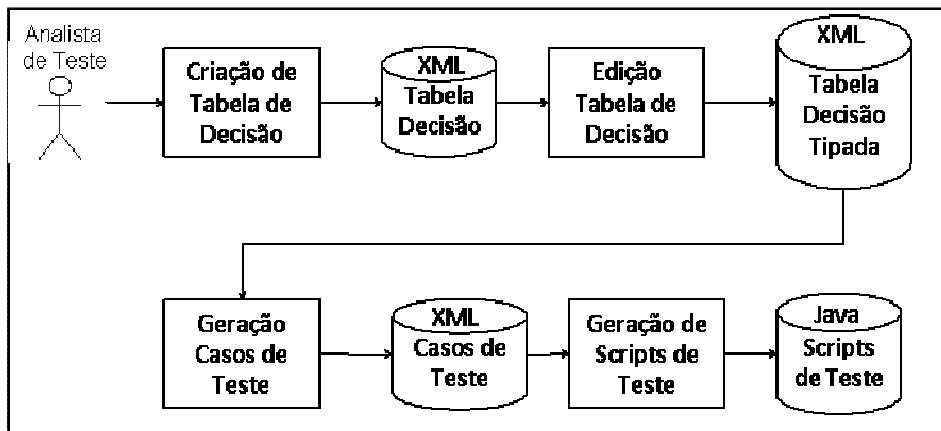 Analista
de Teste
Criação de
Tabela de
Decisão
XML
Tabela
Decisão
Edição
Tabela de
Decisão
XML
Tabela
Decisão
Tipada
Geração
Casos de
Teste
XML
Casos de
Teste
Geração de
Scripts de
Teste
Java
Scripts
de Teste